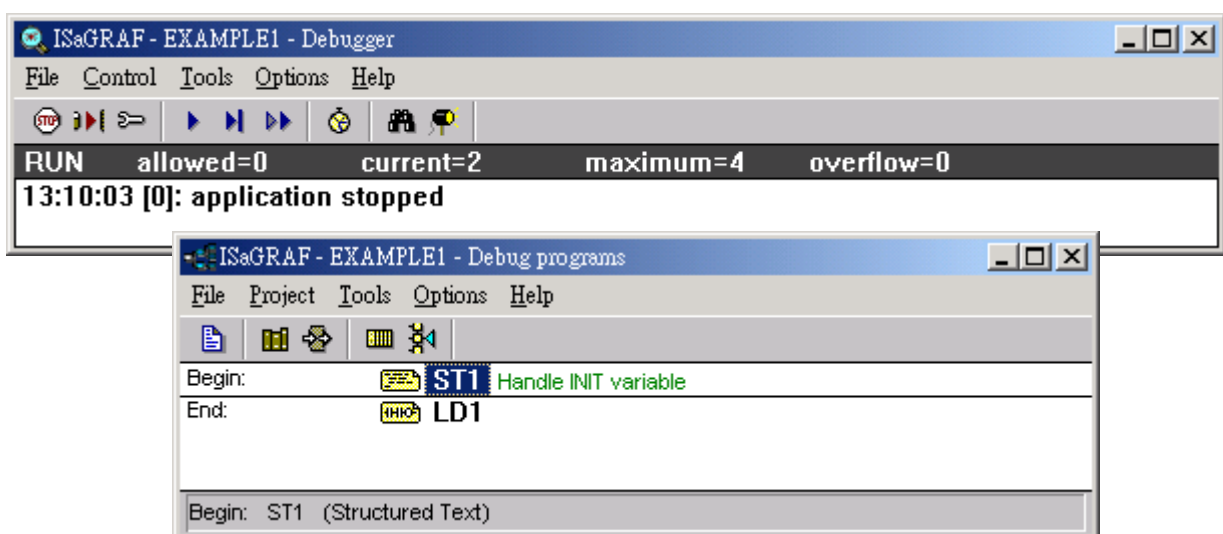 ISaGRAF - EXAMPLE1 - Debugger
File Control Tools Options Help
STOP
RUN allowed=0 current=2 maximum=4 overflow=0
13:10:03 [0]: application stopped
ISaGRAF - EXAMPLE1 - Debug programs
File Project Tools Options Help
Begin: ST1 Handle INIT variable
End: LD1
Begin: ST1 (Structured Text)